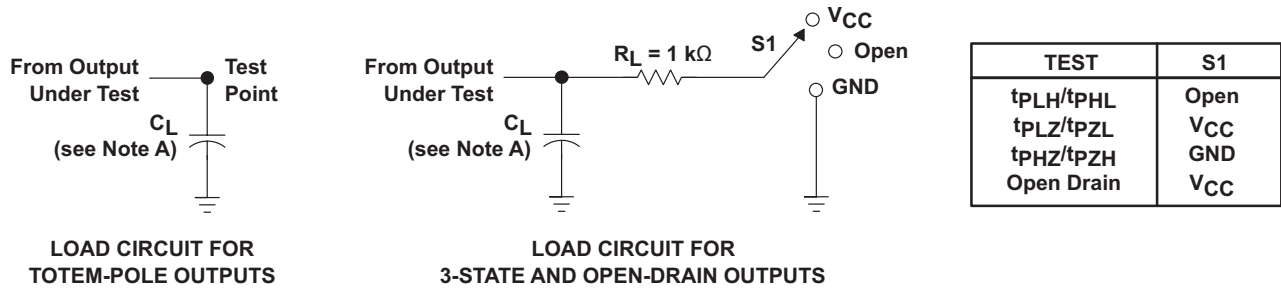 From Output
Under Test
Test
Point
CL
(see Note A)
LOAD CIRCUIT FOR
TOTEM-POLE OUTPUTS
From Output
Under Test
RL = 1 kΩ
S1
VCC
Open
GND
CL
(see Note A)
LOAD CIRCUIT FOR
3-STATE AND OPEN-DRAIN OUTPUTS
TEST S1
tPLH/tPHL Open
tPLZ/tPZL VCC
tPHZ/tPZH GND
Open Drain VCC